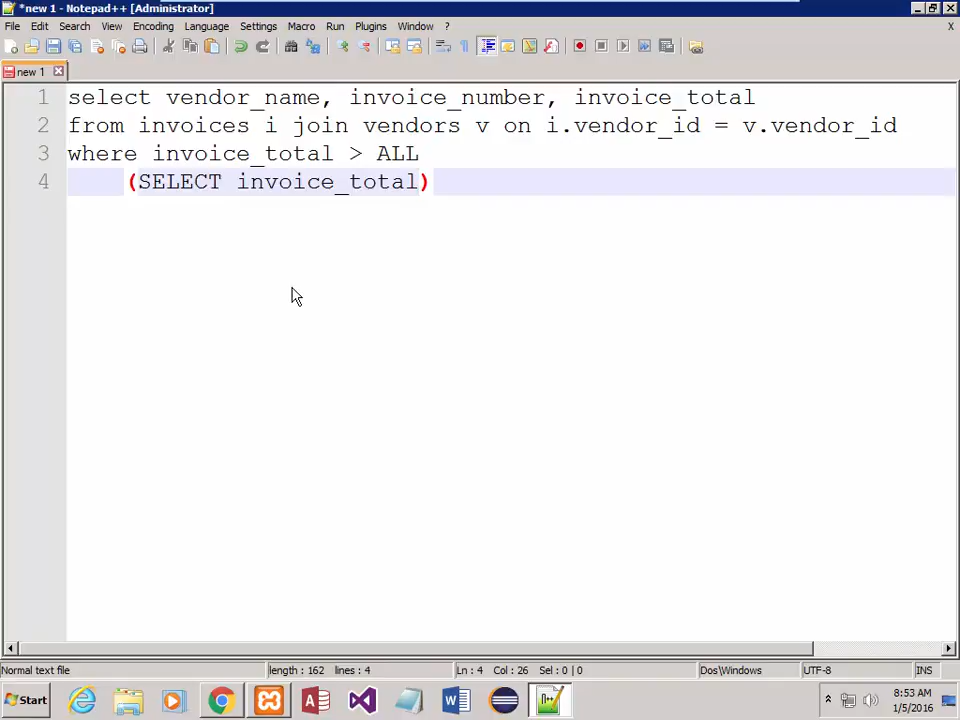 *new 1 - Notepad++ [Administrator]
File Edit Search View Encoding Language Settings Macro Run Plugins Window ? X
new 1
1 select vendor_name, invoice_number, invoice_total
2 from invoices i join vendors v on i.vendor_id = v.vendor_id
3 where invoice_total > ALL
4 (SELECT invoice_total)
Normal text file length : 162 lines : 4 Ln : 4 Col : 26 Sel : 0 | 0 Dos\Windows UTF-8 INS
Start 8:53 AM
1/5/2016